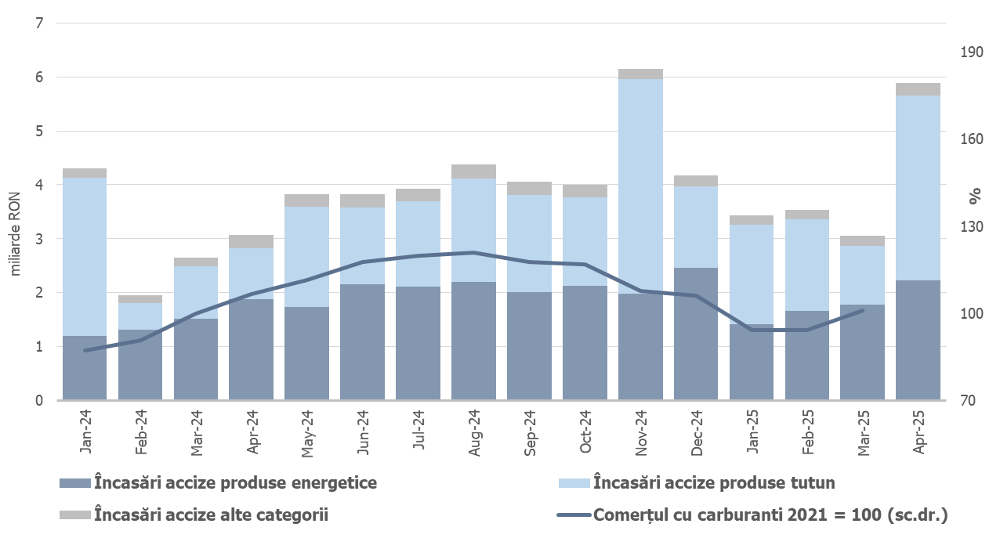 7
6
5
4
3
2
1
0
miliarde RON
190
160
130
100
70
%
Jan-24
Feb-24
Mar-24
Apr-24
May-24
Jun-24
Jul-24
Aug-24
Sep-24
Oct-24
Nov-24
Dec-24
Jan-25
Feb-25
Mar-25
Apr-25
Încasări accize produse energetice
Încasări accize produse tutun
Încasări accize alte categorii
Comerțul cu carburanti 2021 = 100 (sc.dr.)